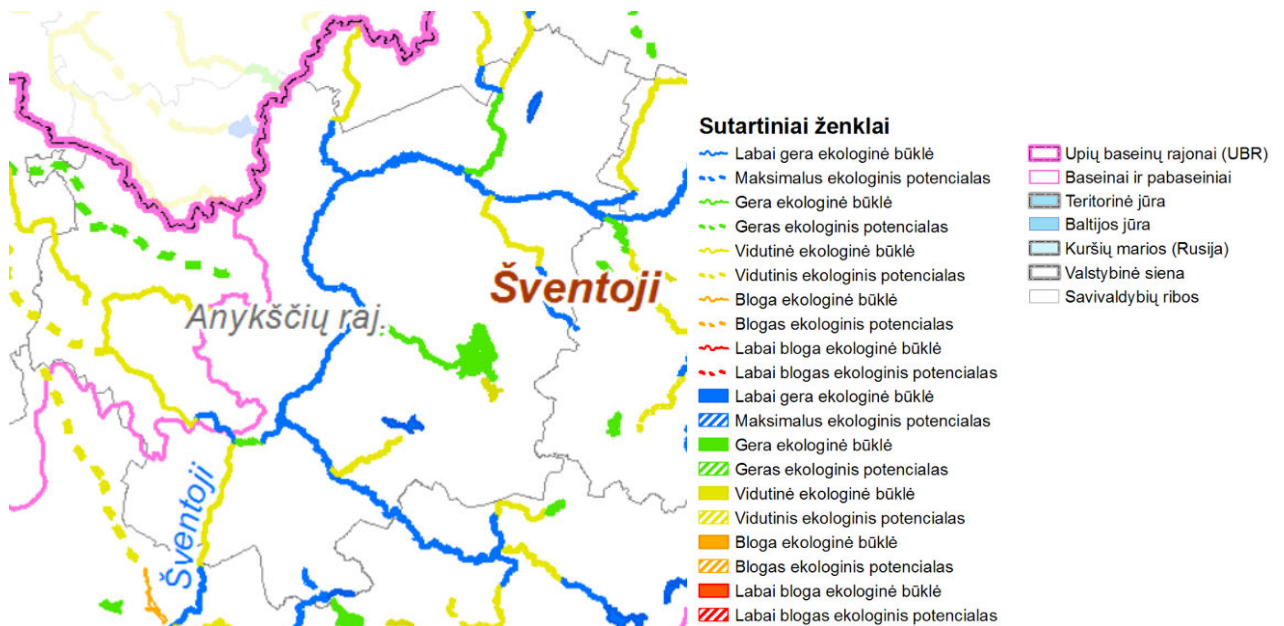 Šventoji
Anykščių raj.
Šventoji
Sutartiniai ženklai
Labai gera ekologinė būklė
Maksimalus ekologinis potencialas
Gera ekologinė būklė
Geras ekologinis potencialas
Vidutinė ekologinė būklė
Vidutinis ekologinis potencialas
Bloga ekologinė būklė
Blogas ekologinis potencialas
Labai bloga ekologinė būklė
Labai blogas ekologinis potencialas
Labai gera ekologinė būklė
Maksimalus ekologinis potencialas
Gera ekologinė būklė
Geras ekologinis potencialas
Vidutinė ekologinė būklė
Vidutinis ekologinis potencialas
Bloga ekologinė būklė
Blogas ekologinis potencialas
Labai bloga ekologinė būklė
Labai blogas ekologinis potencialas
Upių baseinų rajonai (UBR)
Baseinai ir pabaseiniai
Teritorinė jūra
Baltijos jūra
Kuršių marios (Rusija)
Valstybinė siena
Savivaldybių ribos